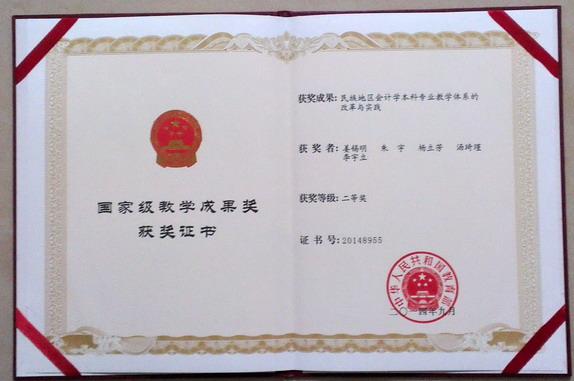 国家级教学成果奖
获奖证书
获奖成果: 民族地区会计学本科专业教学体系的
改革与实践
获 奖 者: 姜锡明 朱 宇 杨立芳 汤琦瑾
李宇立
获奖等级: 二等奖
证 书 号: 20148955
中华人民共和国教育部
二〇一四年九月